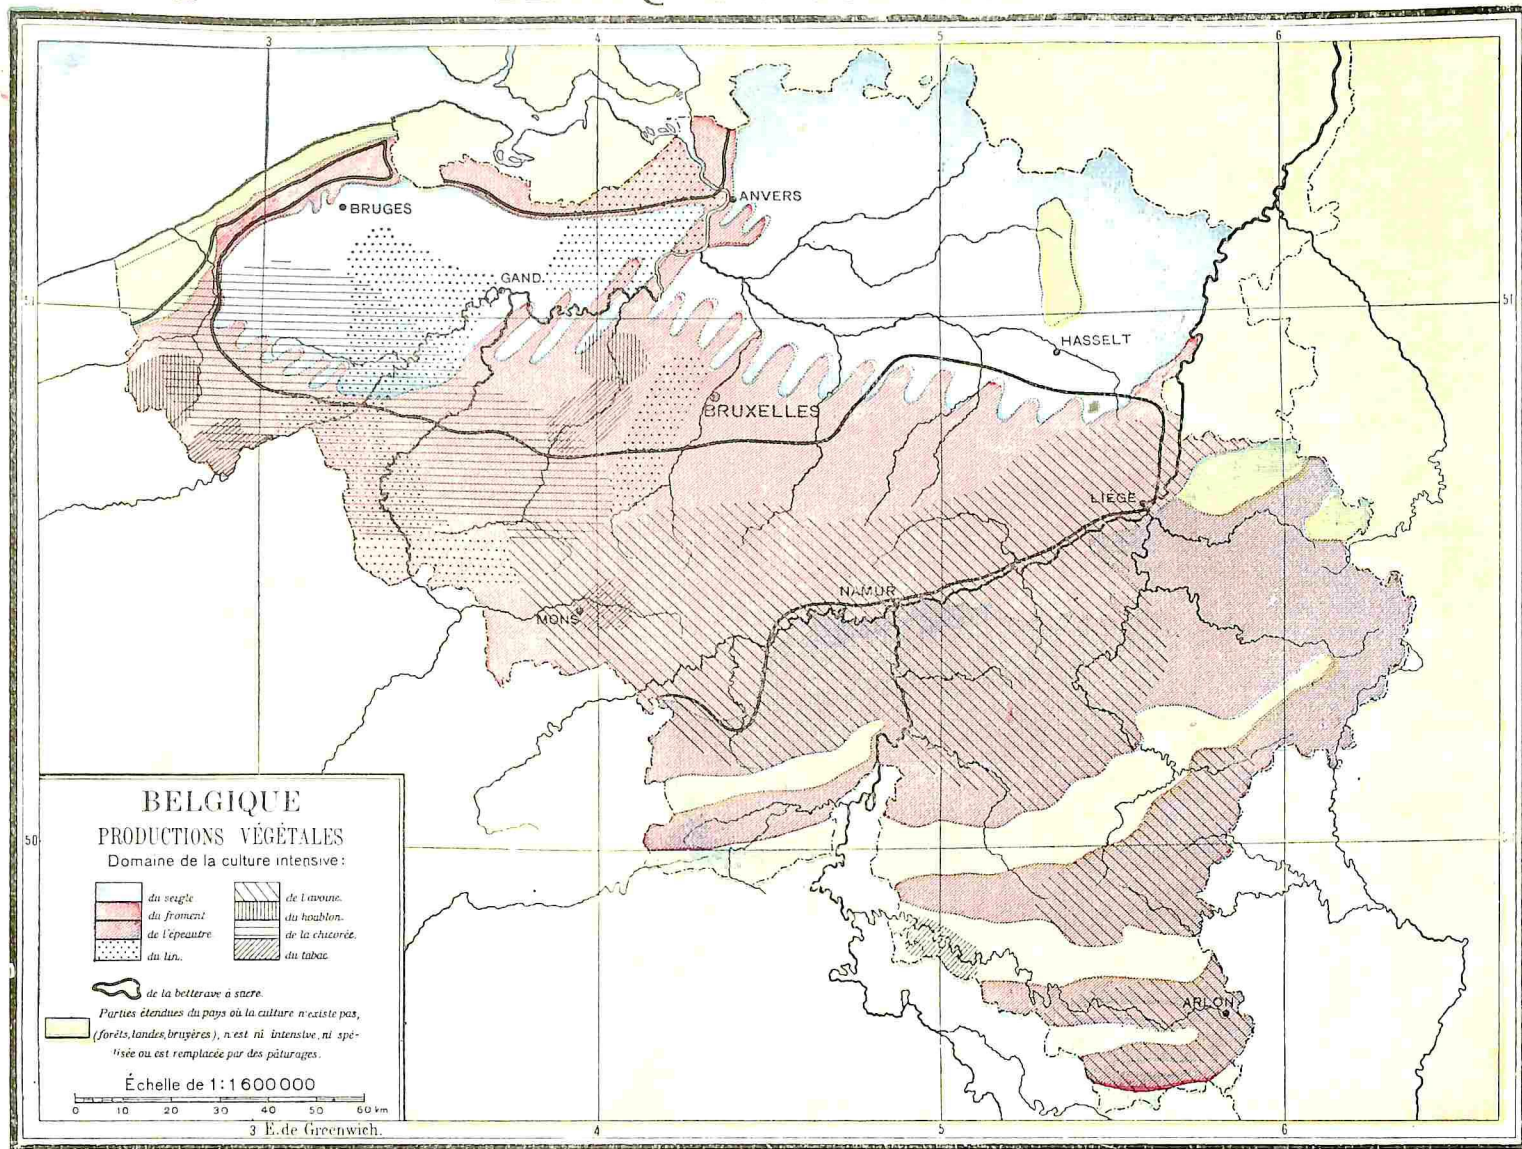 3
4
5
6
BRUGES
ANVERS
GAND.
51
51
HASSELT
BRUXELLES
LIÉGE
NAMUR
MONS
50
ARLON
BELGIQUE
PRODUCTIONS VÉGÉTALES
Domaine de la culture intensive:
du seigle
de l'avoine.
du froment
du houblon.
de l'épeautre
de la chicorée.
du lin.
du tabac
de la betterave à sucre.
Parties étendues du pays où la culture n'existe pas,
(forêts, landes, bruyères), n'est ni intensive, ni spé-
lisée ou est remplacée par des pâturages.
Échelle de 1:1600000
0 10 20 30 40 50 60 km
3 E. de Greenwich.
4
5
6